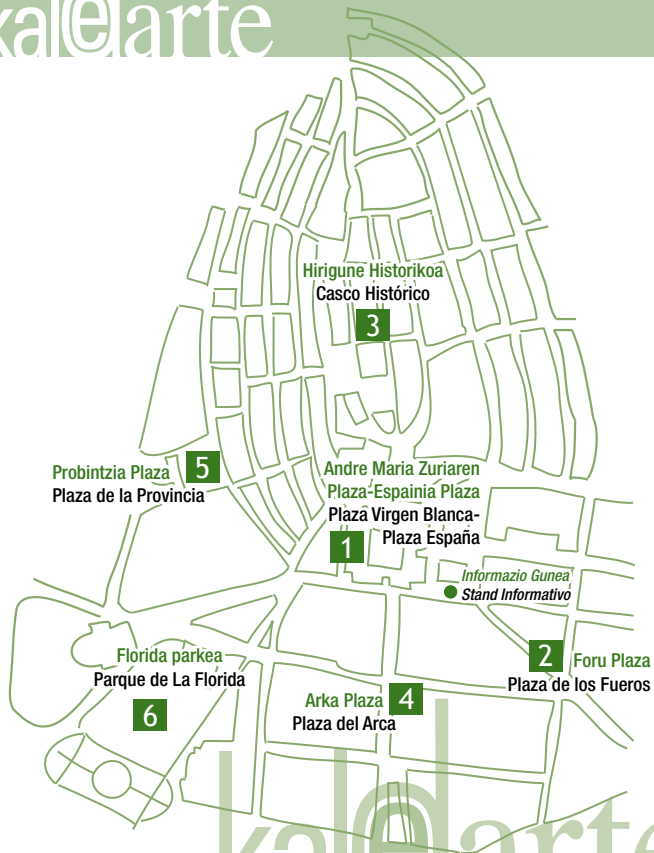 kalearte
Hirigune Historikoa
Casco Histórico
3
Probintzia Plaza
Plaza de la Provincia
5
Andre Maria Zuriaren
Plaza-Espainia Plaza
Plaza Virgen Blanca-
Plaza España
1
Informazio Gunea
Stand Informativo
2
Foru Plaza
Plaza de los Fueros
Florida parkea
Parque de La Florida
6
Arka Plaza
Plaza del Arca
4
kalearte